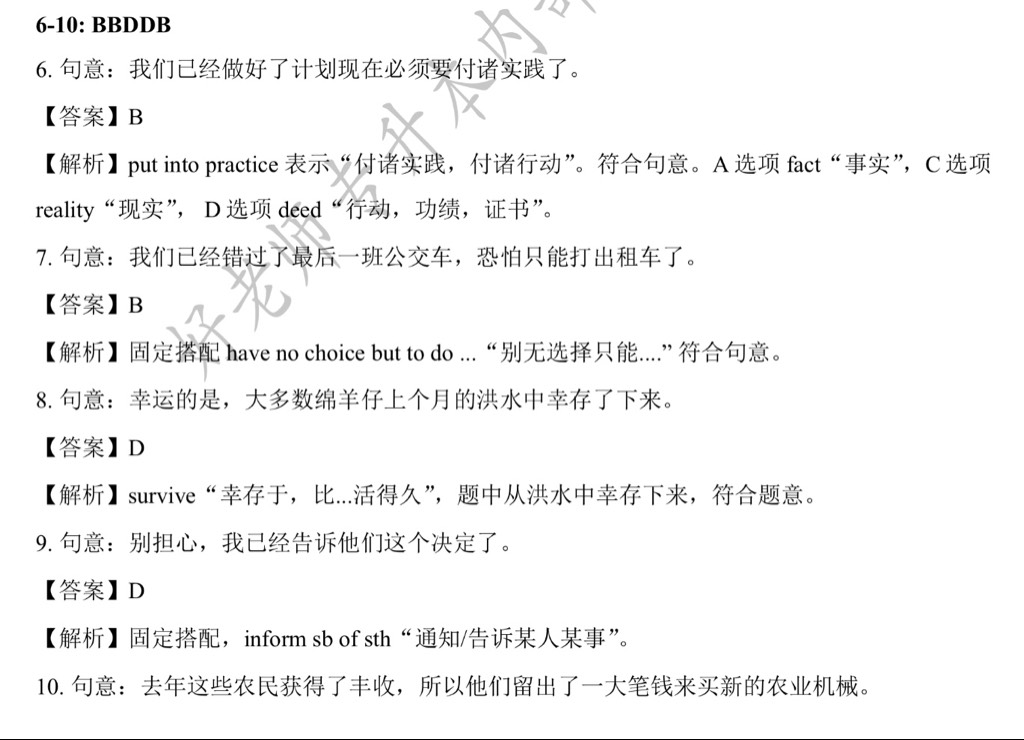 6-10: BBDDB
6. 句意：我们已经做好了计划现在必须要付诸实践了。
【答案】B
【解析】put into practice 表示“付诸实践，付诸行动”。符合句意。A 选项 fact“事实”，C 选项
reality“现实”， D 选项 deed“行动，功绩，证书”。
7. 句意：我们已经错过了最后一班公交车，恐怕只能打出租车了。
【答案】B
【解析】固定搭配 have no choice but to do ...“别无选择只能....” 符合句意。
8. 句意：幸运的是，大多数绵羊仔上个月的洪水中幸存了下来。
【答案】D
【解析】survive“幸存于，比...活得久”，题中从洪水中幸存下来，符合题意。
9. 句意：别担心，我已经告诉他们这个决定了。
【答案】D
【解析】固定搭配，inform sb of sth“通知/告诉某人某事”。
10. 句意：去年这些农民获得了丰收，所以他们留出了一大笔钱来买新的农业机械。
好老师专升本内部